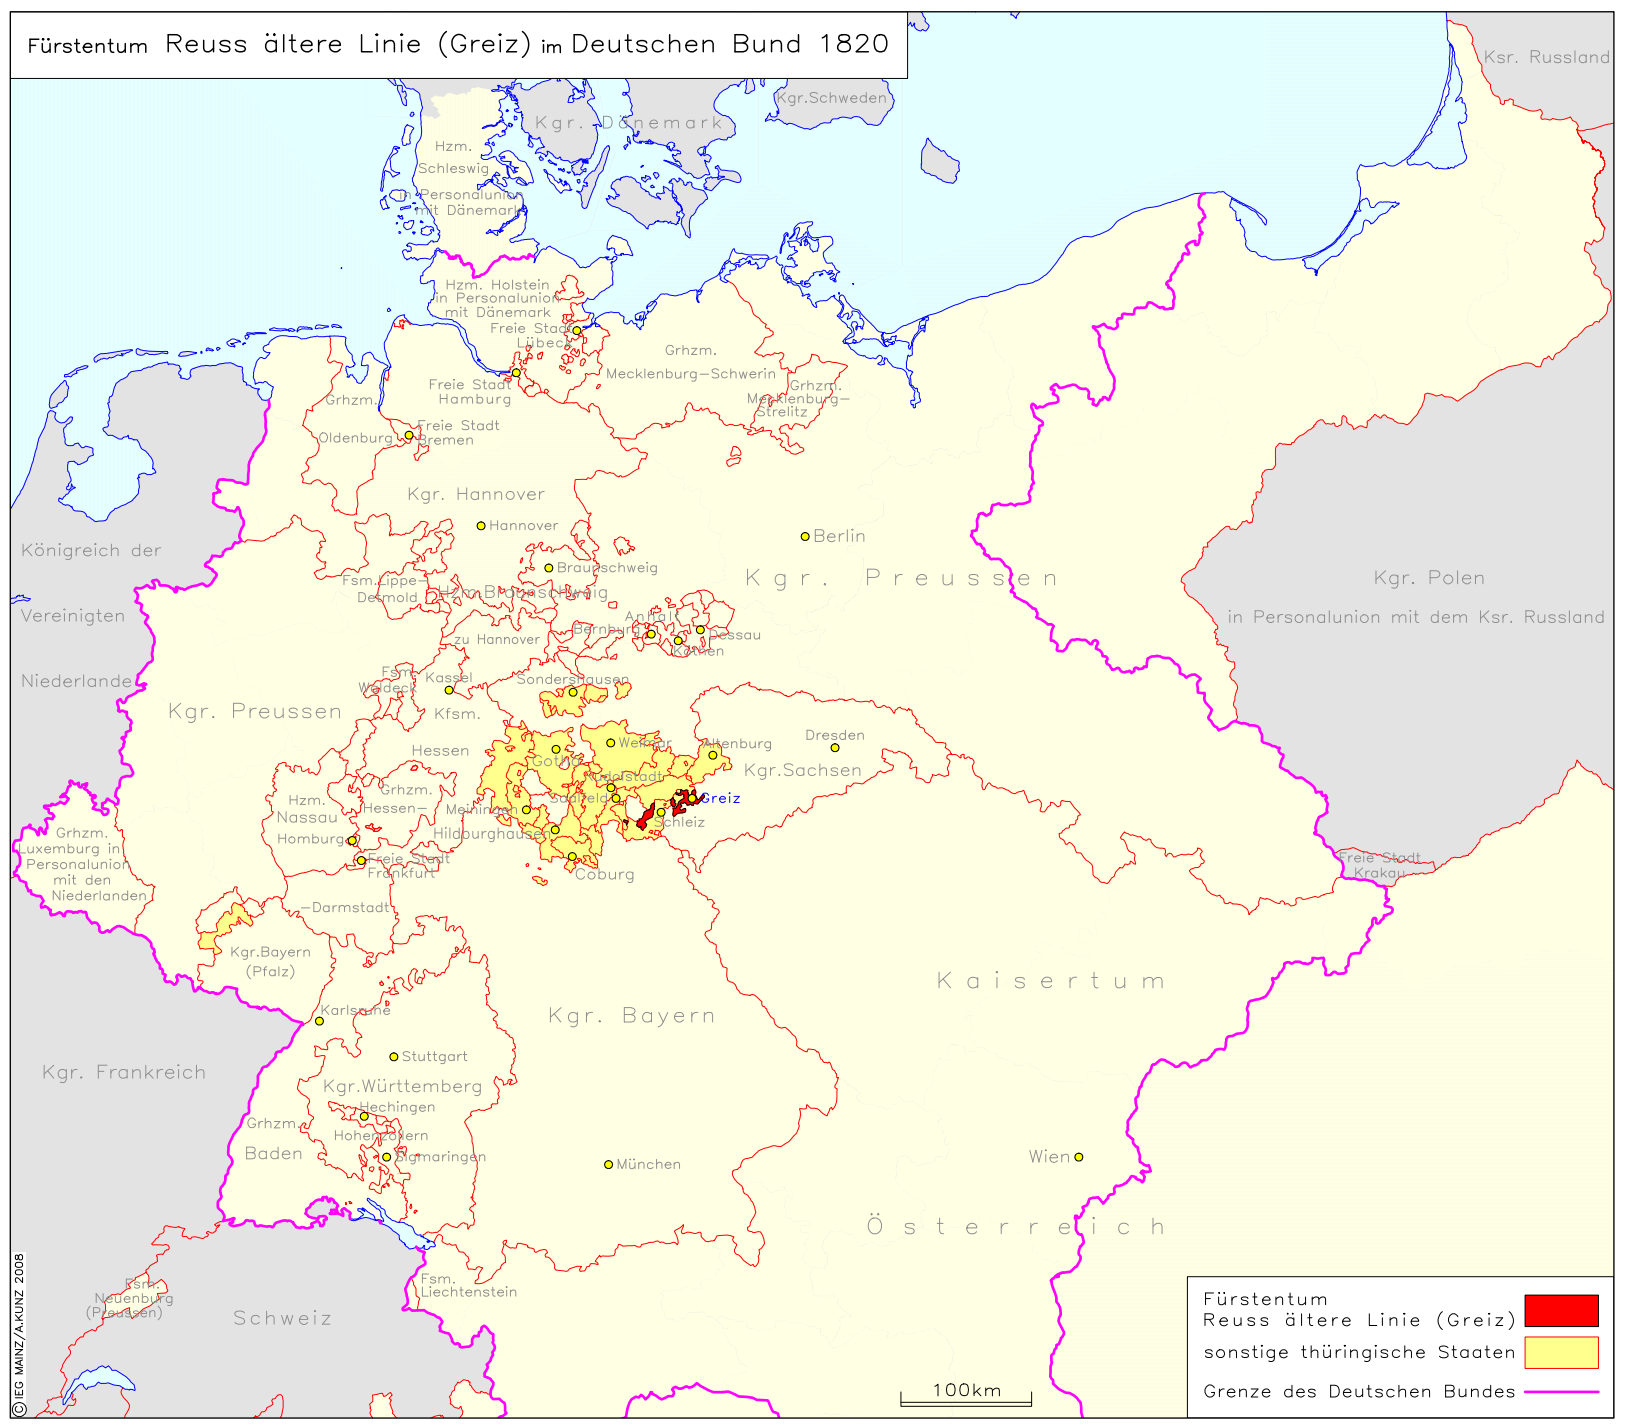 Fürstentum Reuss ältere Linie (Greiz) im Deutschen Bund 1820
Ksr. Russland
Kgr.Schweden
Kgr. Dänemark
Hzm.
Schleswig
in Personalunion
mit Dänemark
Hzm. Holstein
in Personalunion
mit Dänemark
Freie Stadt
Lübeck
Grhzm.
Mecklenburg-Schwerin
Grhzm.
Mecklenburg-
Strelitz
Freie Stadt
Hamburg
Grhzm.
Oldenburg
Freie Stadt
Bremen
Kgr. Hannover
Hannover
Berlin
Kgr. Preussen
Braunschweig
Hzm.Braunschweig
Fsm.Lippe-
Detmold
Königreich der
Vereinigten
Niederlande
Kgr. Polen
in Personalunion mit dem Ksr. Russland
Anhalt
Bernburg
Dessau
Köthen
zu Hannover
Fsm.
Waldeck
Kassel
Kfsm.
Hessen
Sondershausen
Kgr. Preussen
Weimar
Altenburg
Dresden
Kgr.Sachsen
Gotha
Rudolstadt
Saalfeld
Greiz
Schleiz
Meiningen
Hildburghausen
Coburg
Grhzm.
Hessen-
Hzm.
Nassau
Homburg
Freie Stadt
Frankfurt
-Darmstadt
Grhzm.
Luxemburg in
Personalunion
mit den
Niederlanden
Freie Stadt
Krakau
Kgr.Bayern
(Pfalz)
Karlsruhe
Kgr. Bayern
Kaisertum
Stuttgart
Kgr.Württemberg
Kgr. Frankreich
Hechingen
Hohenzollern
Sigmaringen
Grhzm.
Baden
München
Wien
Österreich
Fsm.
Liechtenstein
Fsm.
Neuenburg
(Preussen)
Schweiz
Fürstentum
Reuss ältere Linie (Greiz)
sonstige thüringische Staaten
Grenze des Deutschen Bundes
100km
©IEG MAINZ/A.KUNZ 2008